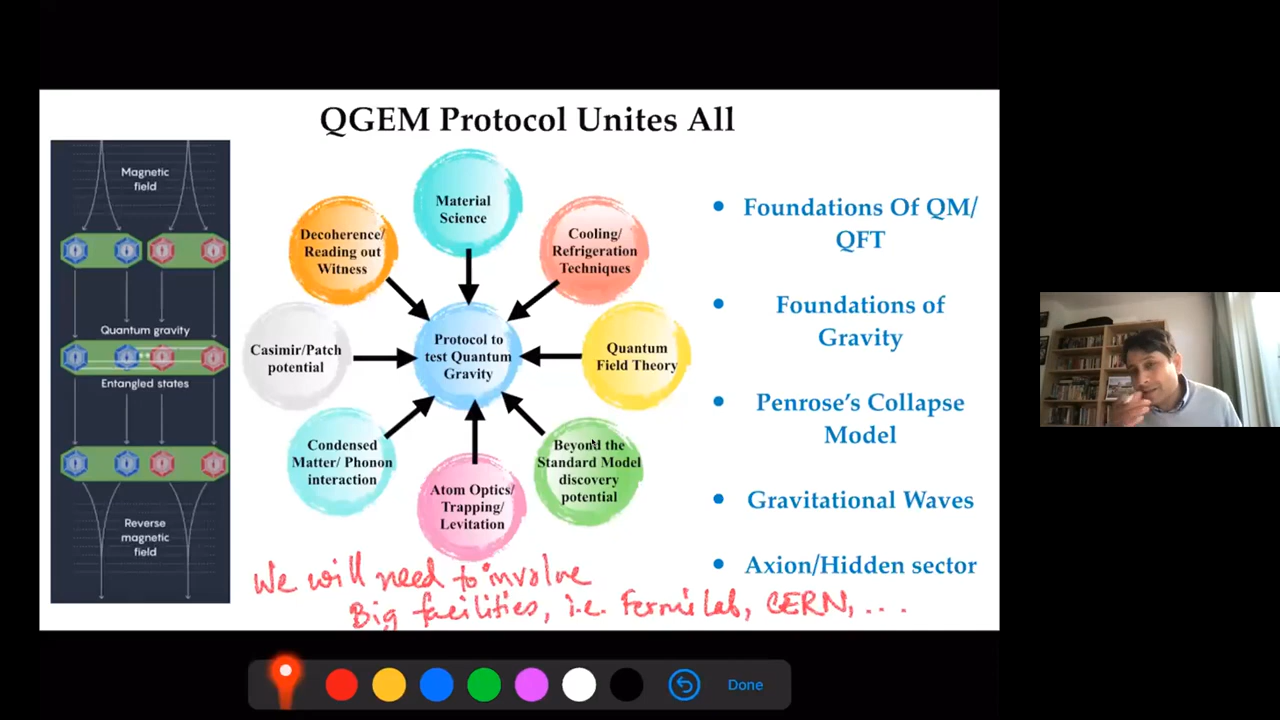 QGEM Protocol Unites All
Magnetic
field
Quantum gravity
Entangled states
Reverse
magnetic
field
Material
Science
Decoherence/
Reading out
Witness
Cooling/
Refrigeration
Techniques
Casimir/Patch
potential
Protocol to
test Quantum
Gravity
Quantum
Field Theory
Condensed
Matter/ Phonon
interaction
Atom Optics/
Trapping/
Levitation
Beyond the
Standard Model
discovery
potential
• Foundations Of QM/
QFT
• Foundations of
Gravity
• Penrose's Collapse
Model
• Gravitational Waves
• Axion/Hidden sector
We will need to involve
Big facilities, i.e. Fermilab, CERN, ...
Done